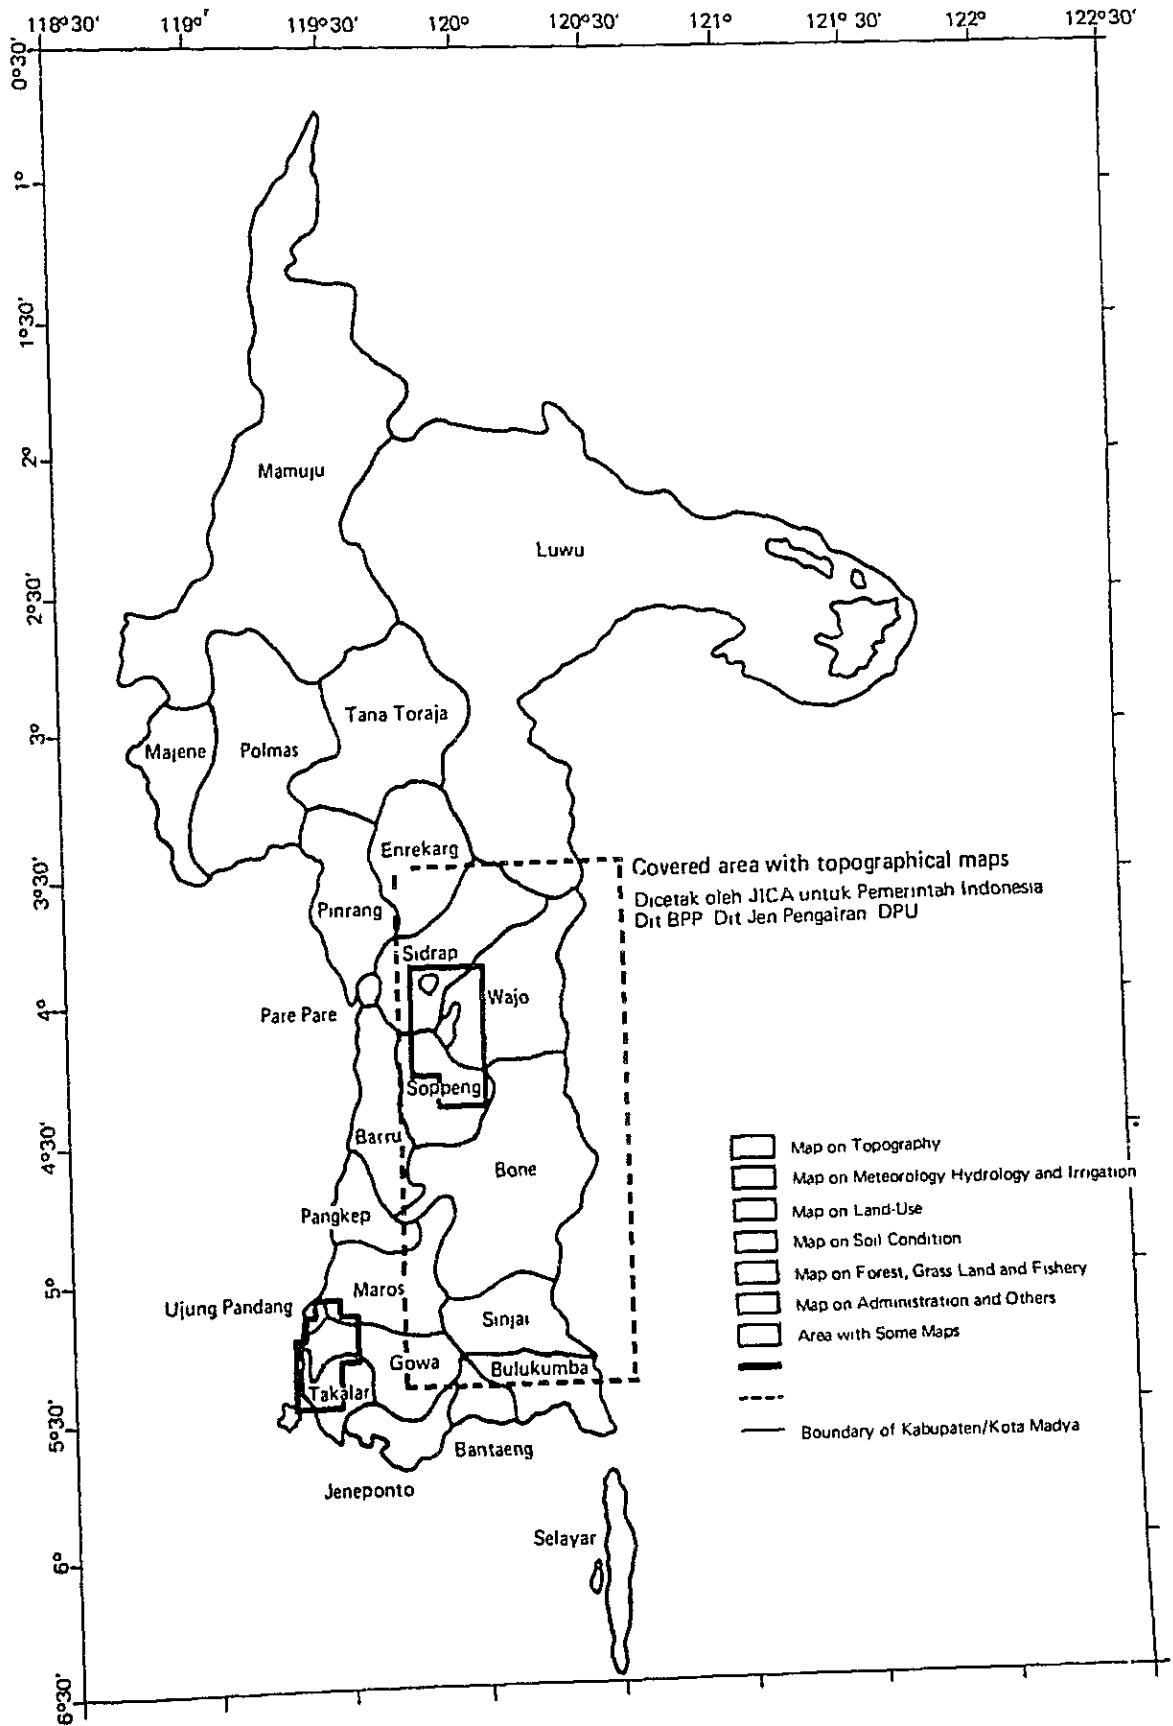 118°30'
119°'
119°30'
120°
120°30'
121°
121°30'
122°
122°30'
0°30'
1°
1°30'
2°
2°30'
3°
3°30'
4°
4°30'
5°
5°30'
6°
6°30'
Mamuju
Luwu
Tana Toraja
Majene
Polmas
Enrekarg
Covered area with topographical maps
Dicetak oleh JICA untuk Pemerintah Indonesia
Dit BPP Dit Jen Pengairan DPU
Pinrang
Sidrap
Wajo
Pare Pare
Soppeng
Barru
Bone
Pangkep
Maros
Ujung Pandang
Sinjai
Gowa
Bulukumba
Takalar
Bantaeng
Jeneponto
Selayar
Map on Topography
Map on Meteorology Hydrology and Irrigation
Map on Land-Use
Map on Soil Condition
Map on Forest, Grass Land and Fishery
Map on Administration and Others
Area with Some Maps
Boundary of Kabupaten/Kota Madya